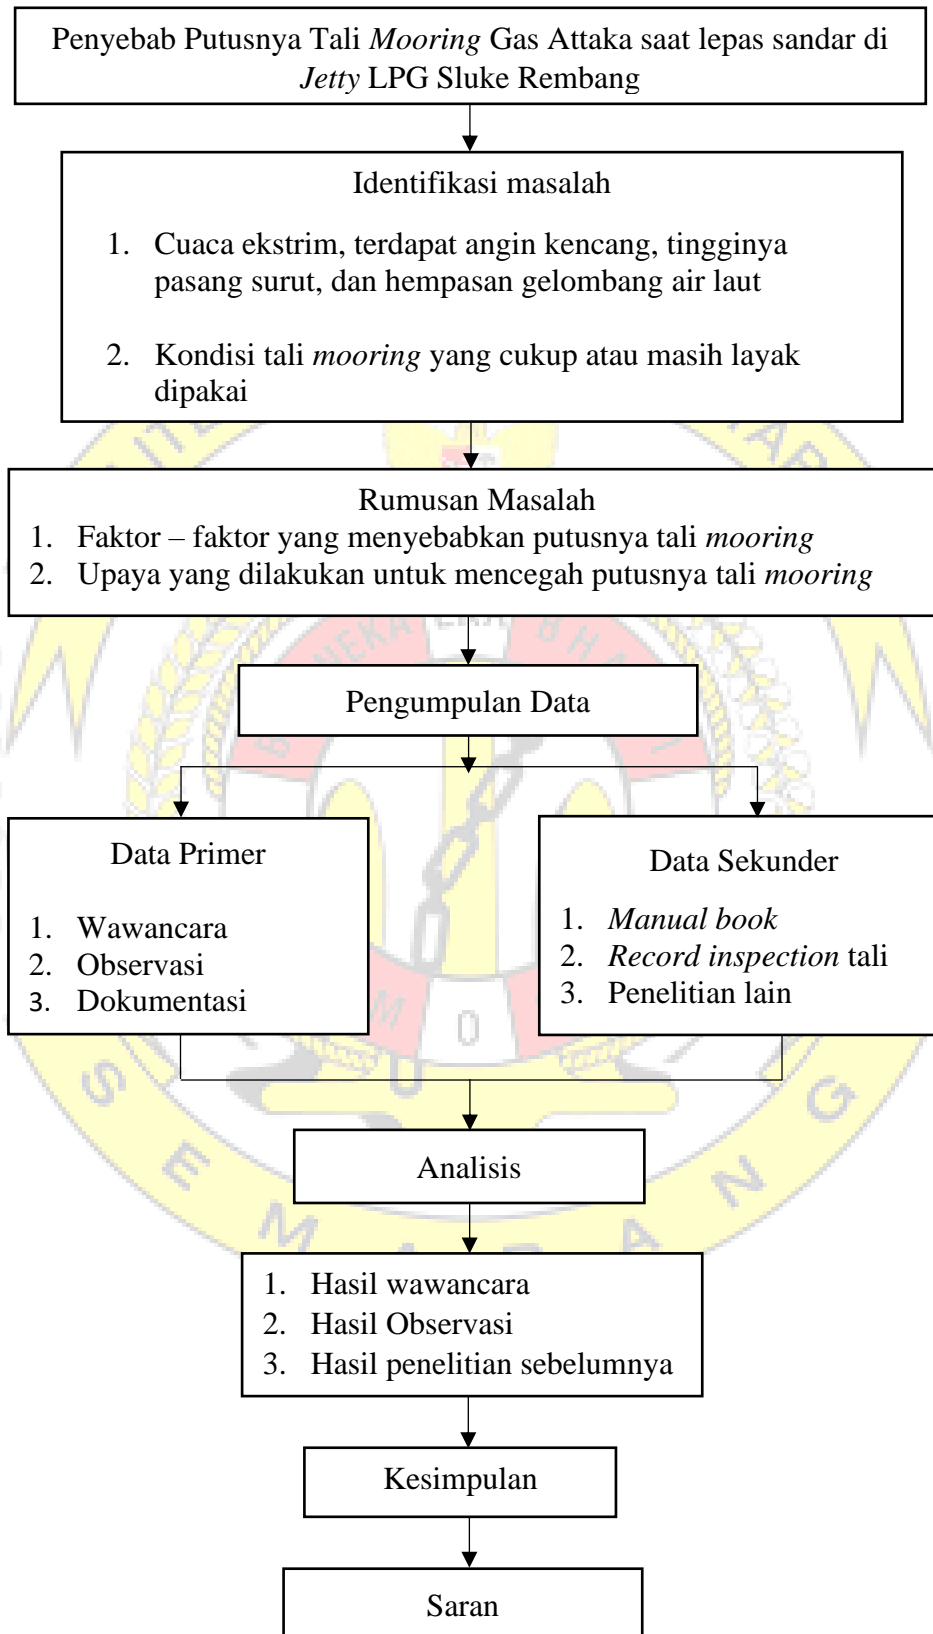 Penyebab Putusnya Tali Mooring Gas Attaka saat lepas sandar di
Jetty LPG Sluke Rembang
Identifikasi masalah
1. Cuaca ekstrim, terdapat angin kencang, tingginya
pasang surut, dan hempasan gelombang air laut
2. Kondisi tali mooring yang cukup atau masih layak
dipakai
Rumusan Masalah
1. Faktor – faktor yang menyebabkan putusnya tali mooring
2. Upaya yang dilakukan untuk mencegah putusnya tali mooring
Pengumpulan Data
Data Primer
1. Wawancara
2. Observasi
3. Dokumentasi
Data Sekunder
1. Manual book
2. Record inspection tali
3. Penelitian lain
Analisis
1. Hasil wawancara
2. Hasil Observasi
3. Hasil penelitian sebelumnya
Kesimpulan
Saran
SEMARANG